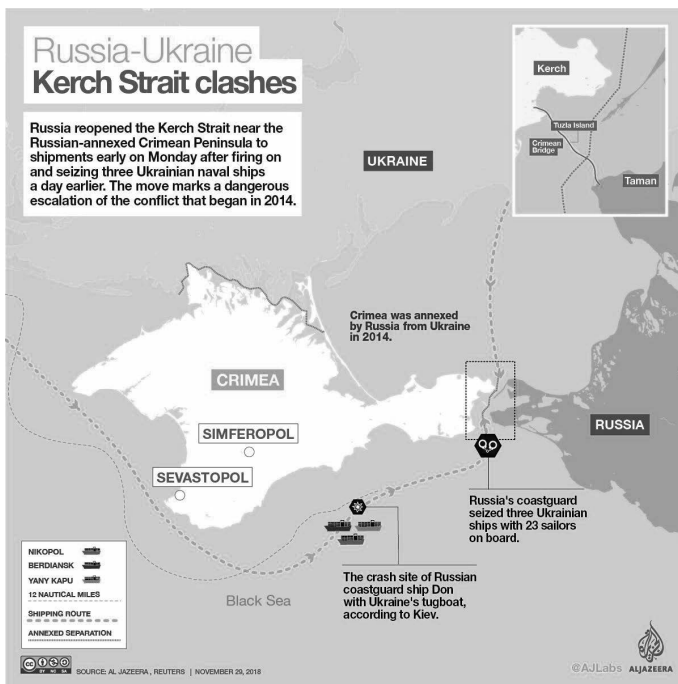 Russia-Ukraine
Kerch Strait clashes
Russia reopened the Kerch Strait near the
Russian-annexed Crimean Peninsula to
shipments early on Monday after firing on
and seizing three Ukrainian naval ships
a day earlier. The move marks a dangerous
escalation of the conflict that began in 2014.
Kerch
Tuzla Island
Crimean
Bridge
Taman
UKRAINE
Crimea was annexed
by Russia from Ukraine
in 2014.
CRIMEA
RUSSIA
SIMFEROPOL
SEVASTOPOL
Russia's coastguard
seized three Ukrainian
ships with 23 sailors
on board.
The crash site of Russian
coastguard ship Don
with Ukraine's tugboat,
according to Kiev.
Black Sea
NIKOPOL
BERDIANSK
YANY KAPU
12 NAUTICAL MILES
SHIPPING ROUTE
ANNEXED SEPARATION
cc BY NC SA
SOURCE: AL JAZEERA, REUTERS | NOVEMBER 29, 2018
@AJLabs ALJAZEERA